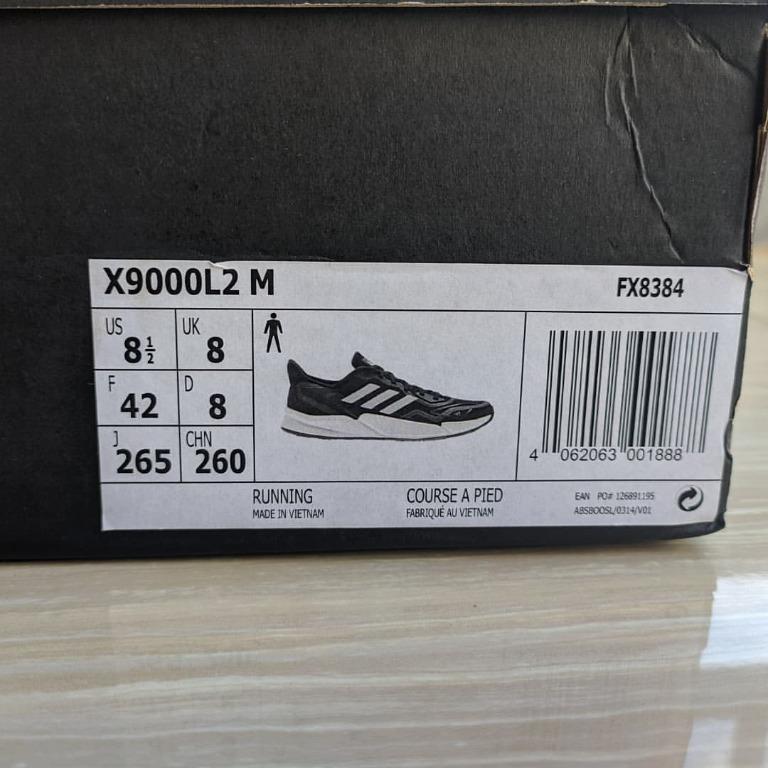 X9000L2 M FX8384
US 8½ UK 8
F 42 D 8
J 265 CHN 260
4 062063 001888
RUNNING COURSE A PIED
MADE IN VIETNAM FABRIQUÉ AU VIETNAM
EAN PO# 126891195
ABSBOOSL/0314/V01